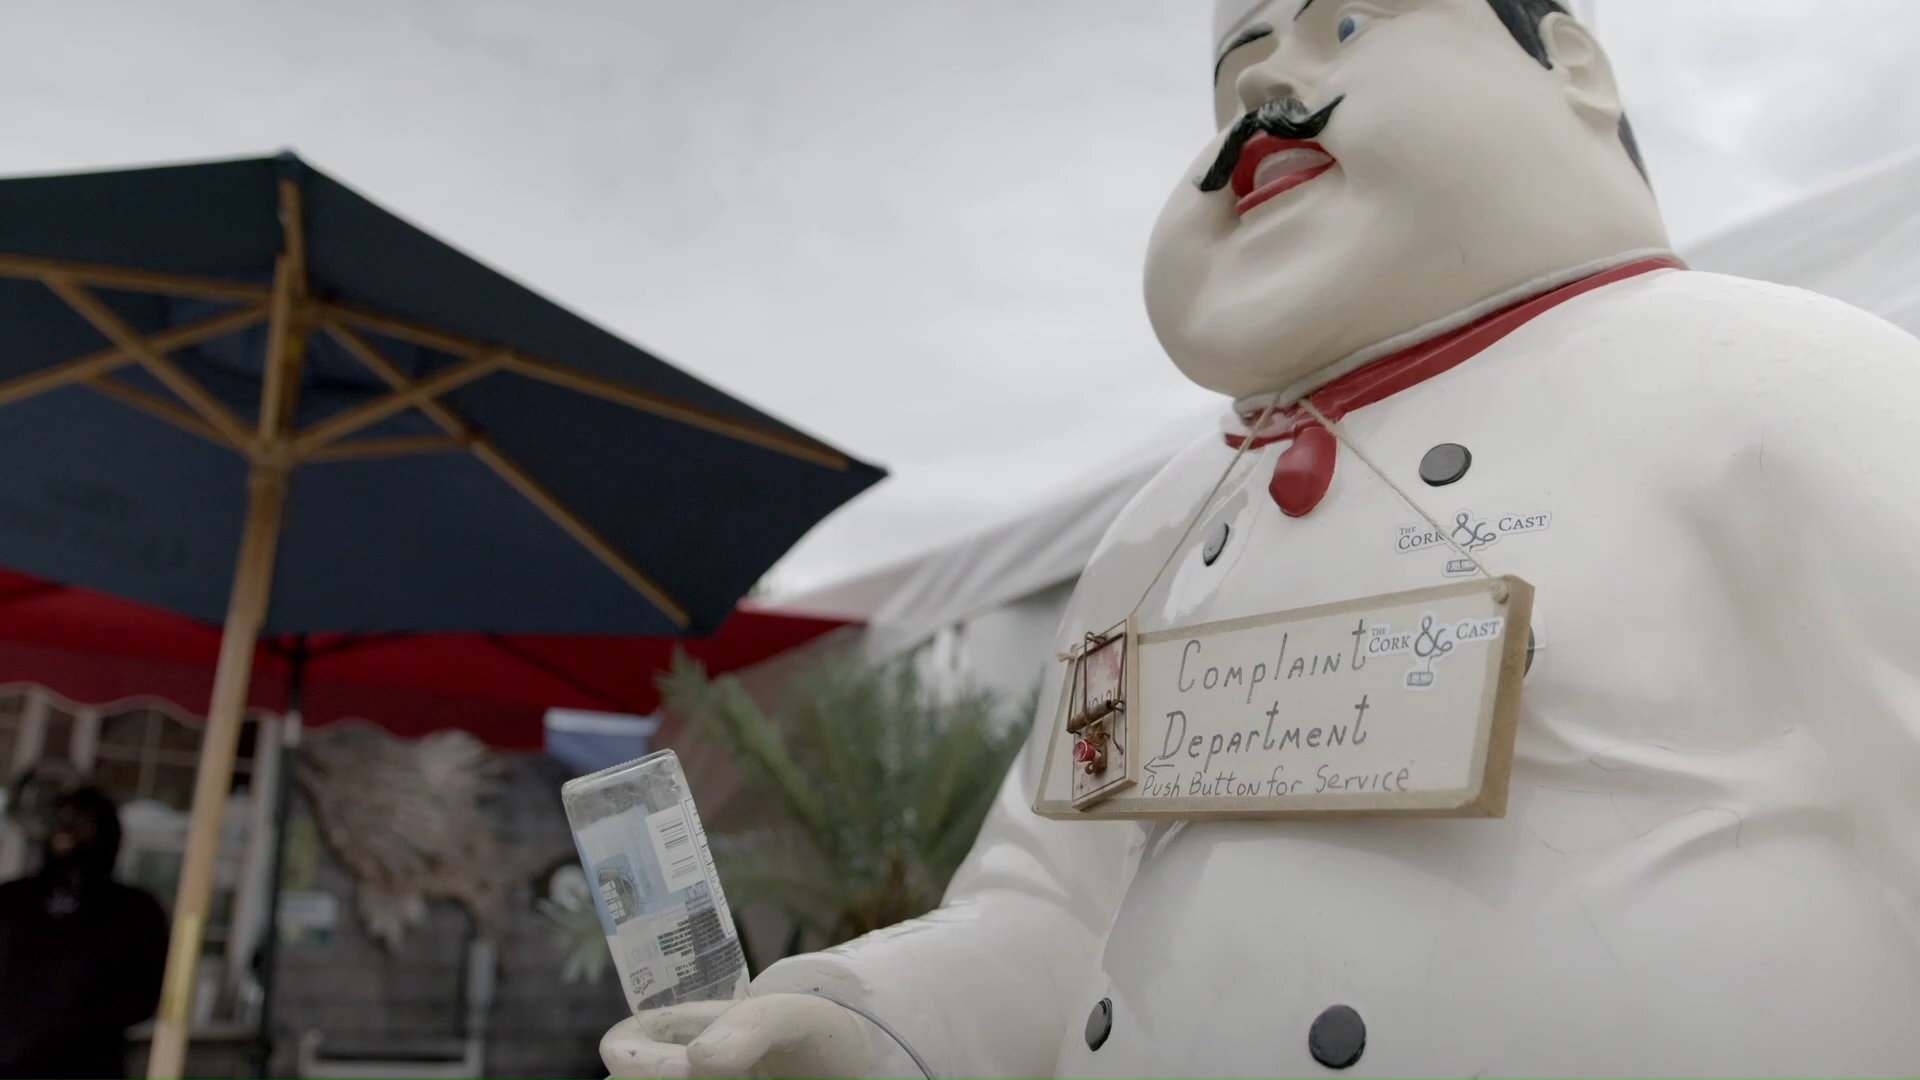 THE
CORK & CAST
THE
CORK & CAST
Complaint
Department
← Push Button for Service